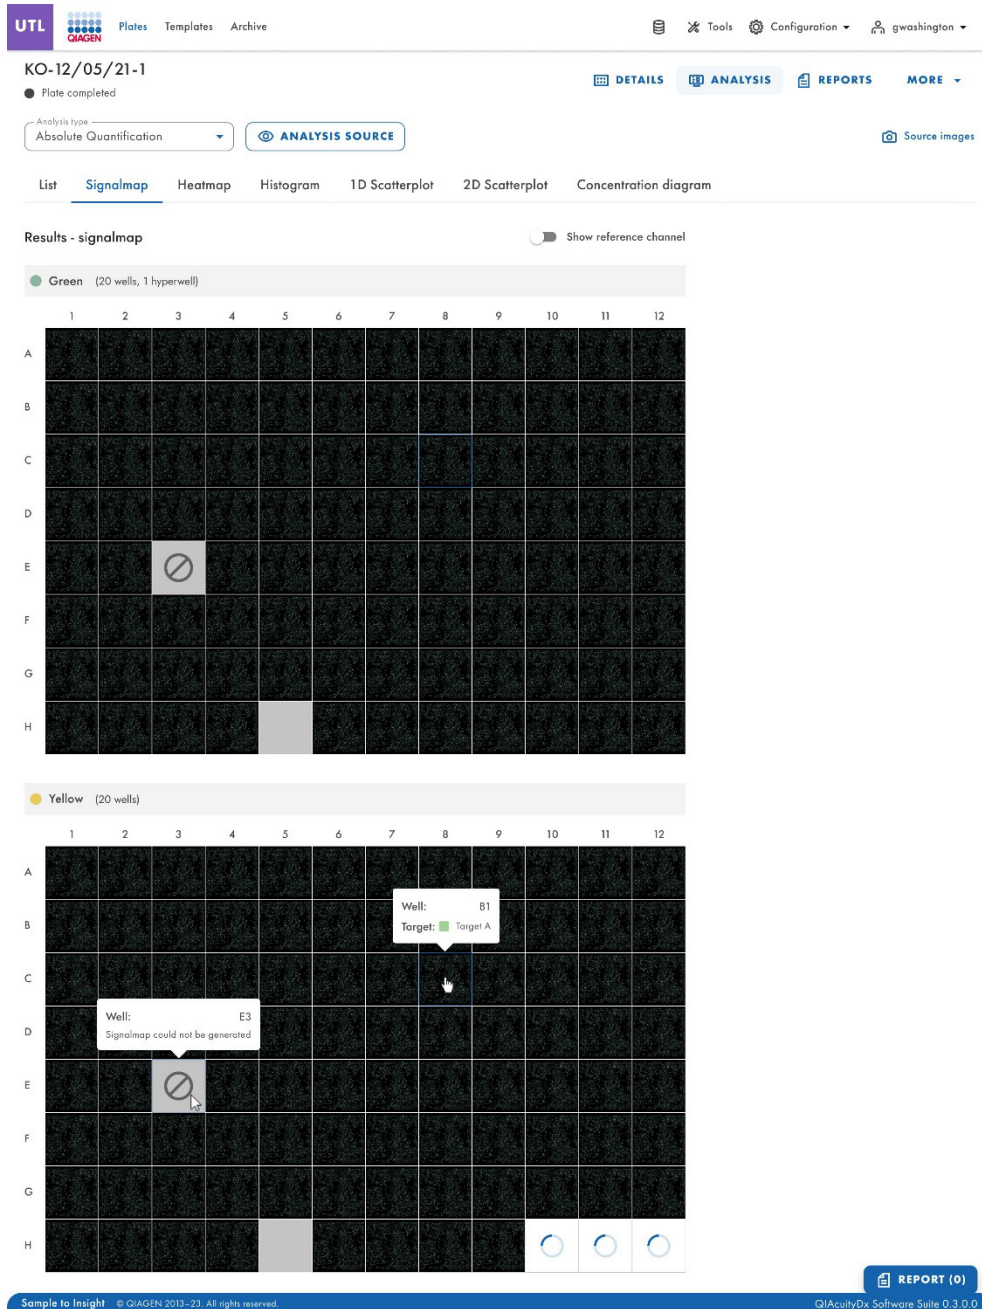 UTL QIAGEN Plates Templates Archive Tools Configuration gwashington
KO-12/05/21-1
Plate completed
DETAILS ANALYSIS REPORTS MORE
Analysis type
Absolute Quantification
ANALYSIS SOURCE
Source images
List Signalmap Heatmap Histogram 1D Scatterplot 2D Scatterplot Concentration diagram
Results - signalmap
Show reference channel
Green (20 wells, 1 hyperwell)
1 2 3 4 5 6 7 8 9 10 11 12
A
B
C
D
E
F
G
H
Yellow (20 wells)
1 2 3 4 5 6 7 8 9 10 11 12
A
Well: B1
B
Target: Target A
C
Well: E3
D
Signalmap could not be generated
E
F
G
H
REPORT (0)
Sample to Insight © QIAGEN 2013–23. All rights reserved. QIAcuityDx Software Suite 0.3.0.0